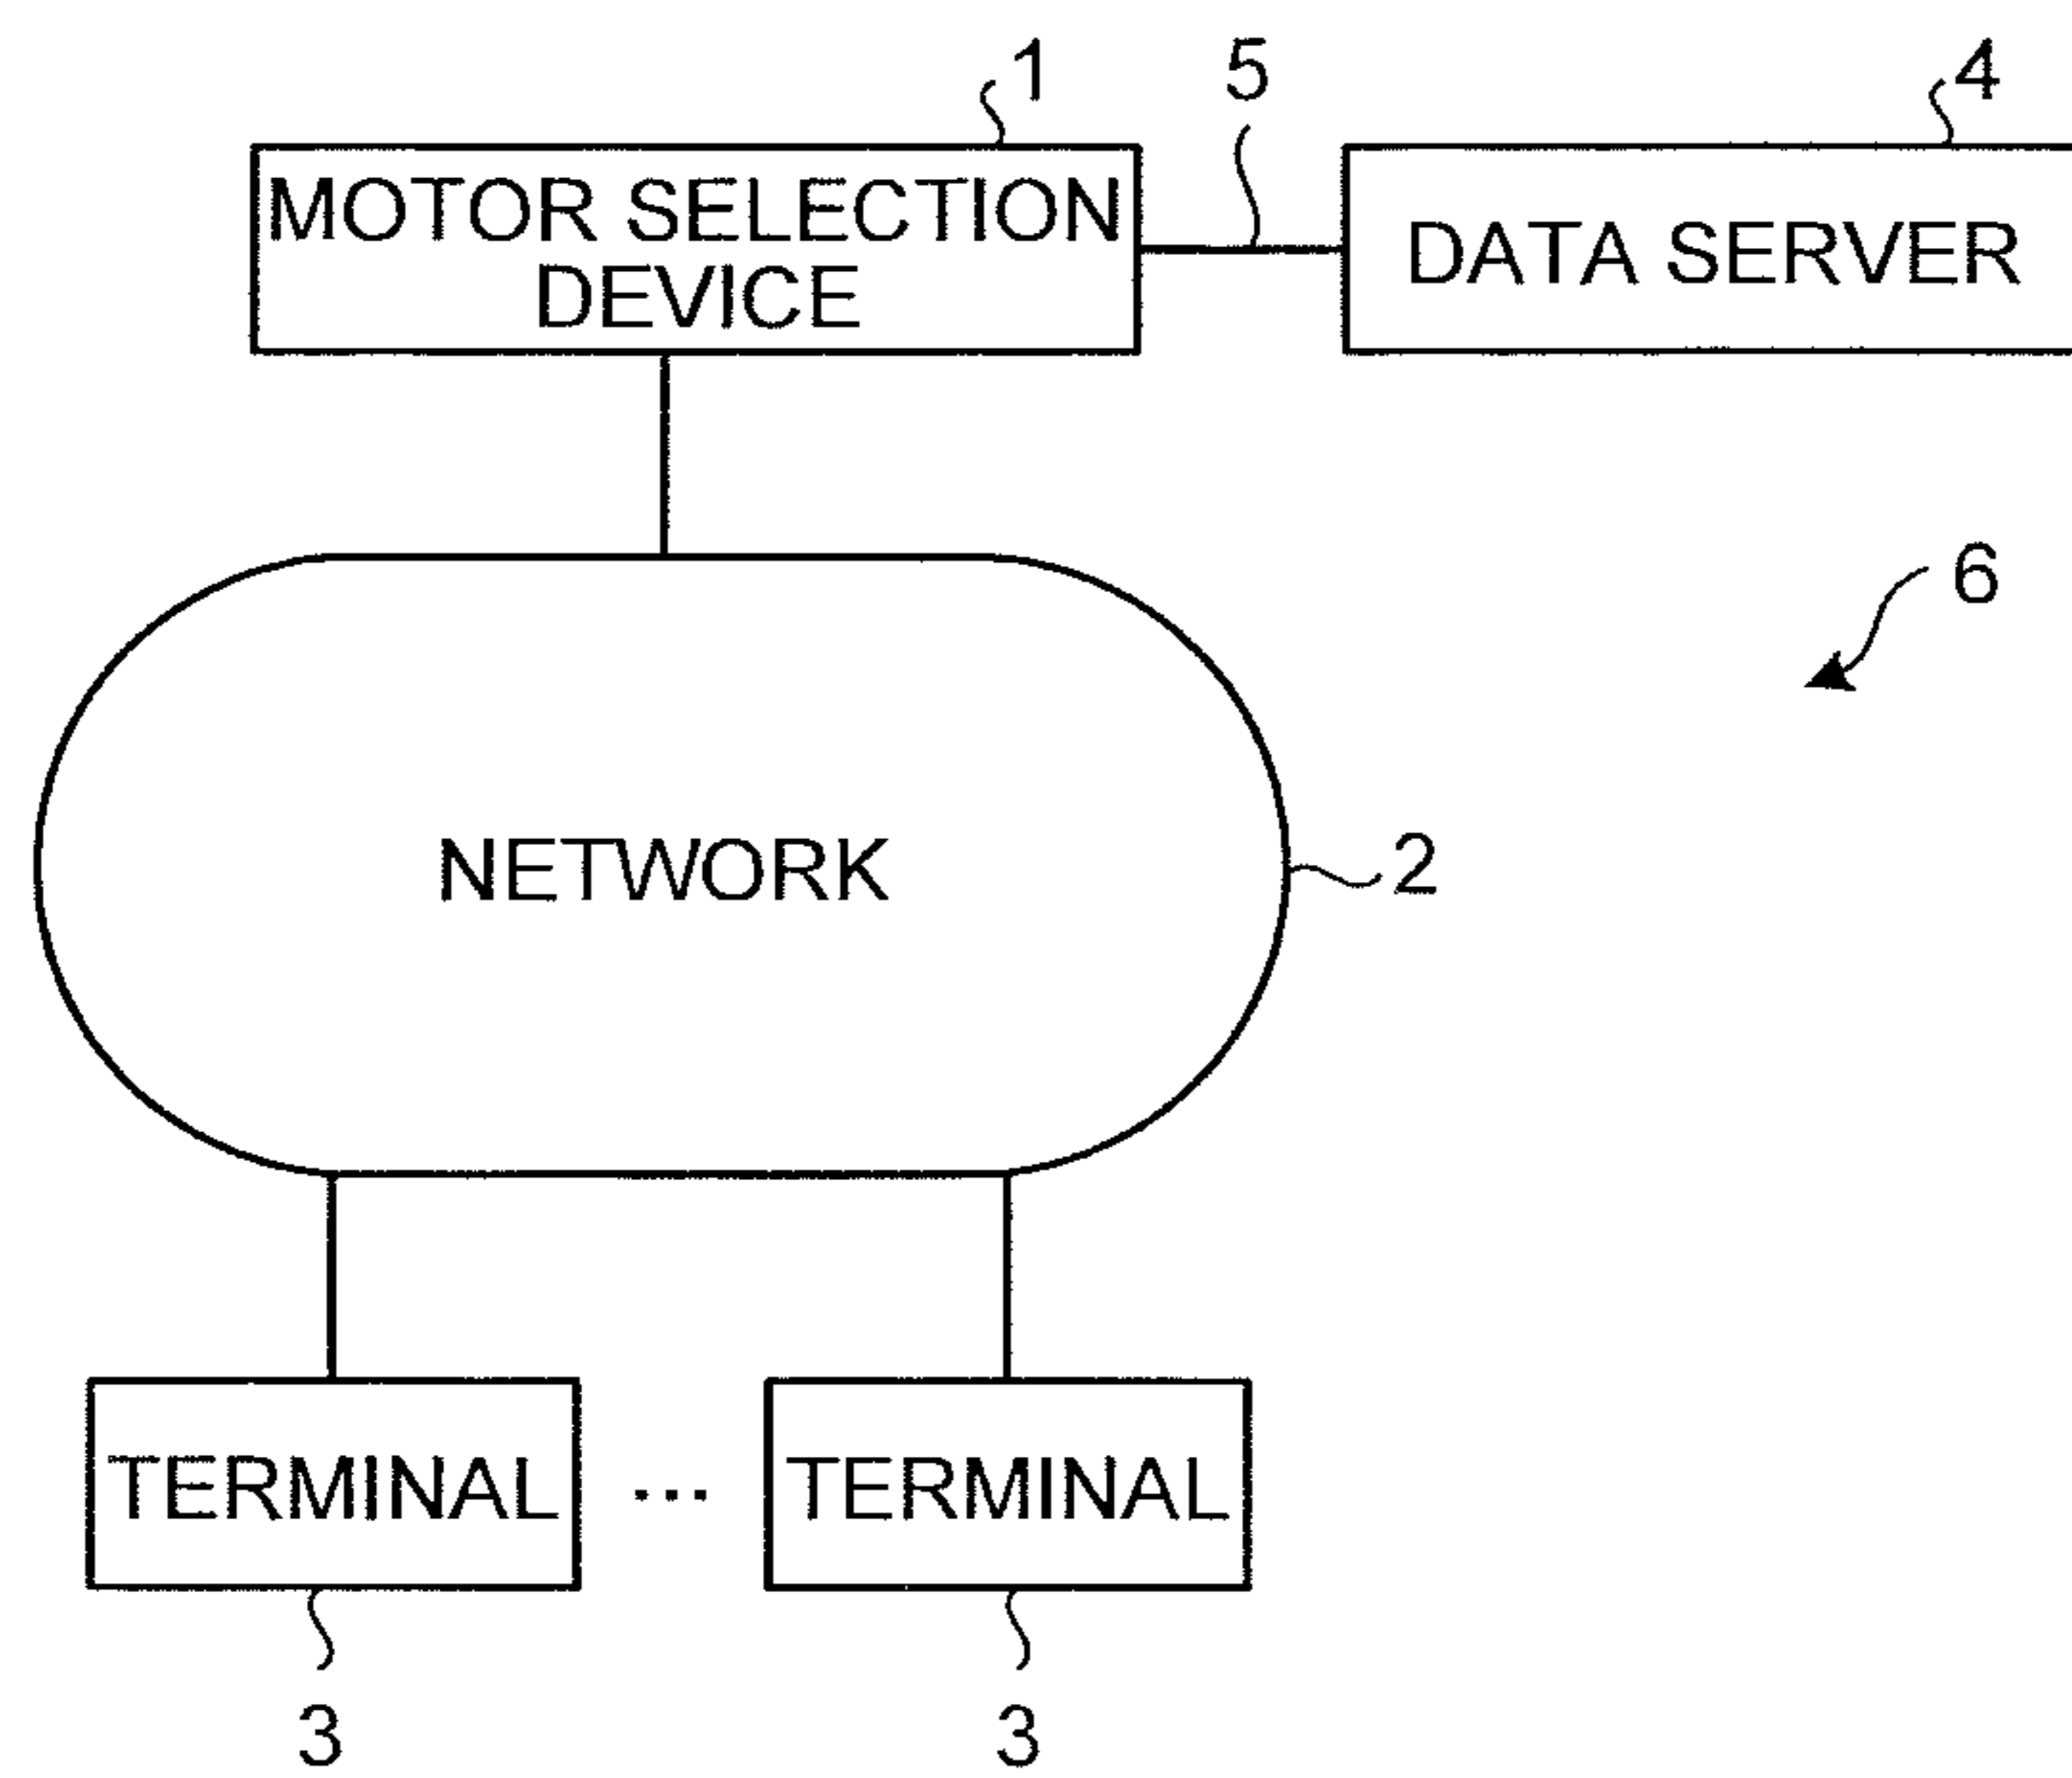 1
5
4
MOTOR SELECTION
DEVICE
DATA SERVER
6
NETWORK
2
TERMINAL
...
TERMINAL
3
3